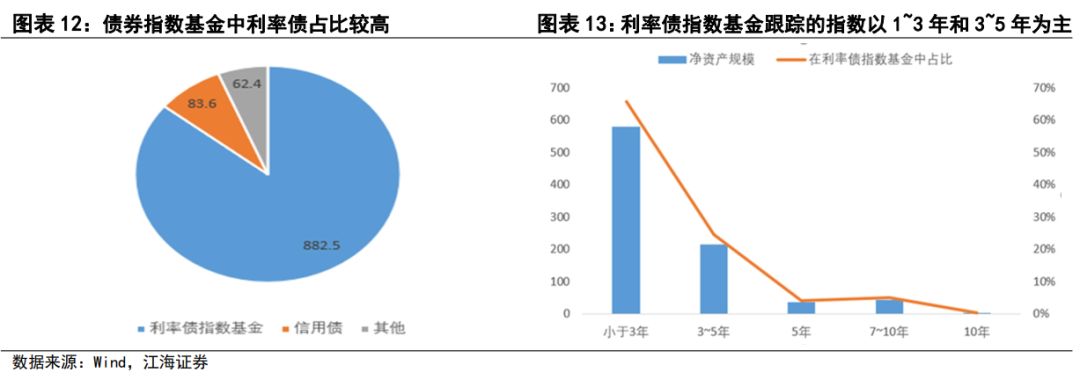 图表 12：债券指数基金中利率债占比较高
62.4
83.6
882.5
利率债指数基金 信用债 其他
图表 13：利率债指数基金跟踪的指数以 1~3 年和 3~5 年为主
净资产规模 在利率债指数基金中占比
700 70%
600 60%
500 50%
400 40%
300 30%
200 20%
100 10%
0 0%
小于3年 3~5年 5年 7~10年 10年
数据来源：Wind，江海证券